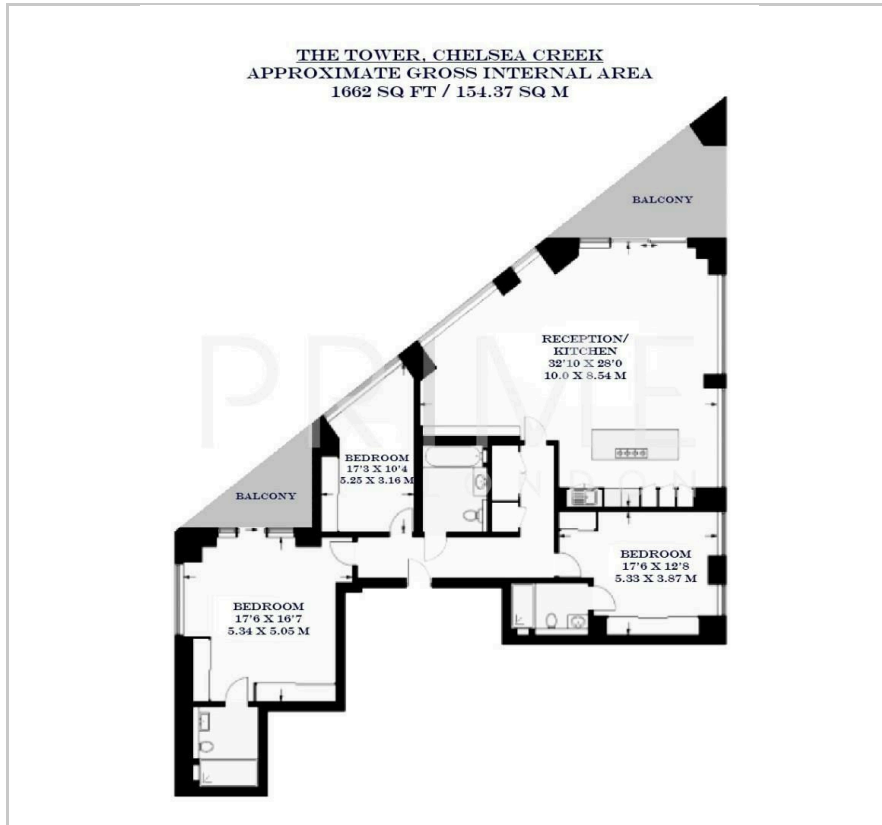 THE TOWER, CHELSEA CREEK
APPROXIMATE GROSS INTERNAL AREA
1662 SQ FT / 154.37 SQ M
BALCONY
RECEPTION/
KITCHEN
32'10 X 28'0
10.0 X 8.54 M
PRIME
LONDON
BEDROOM
17'3 X 10'4
5.25 X 3.16 M
BALCONY
BEDROOM
17'6 X 12'8
5.33 X 3.87 M
BEDROOM
17'6 X 16'7
5.34 X 5.05 M